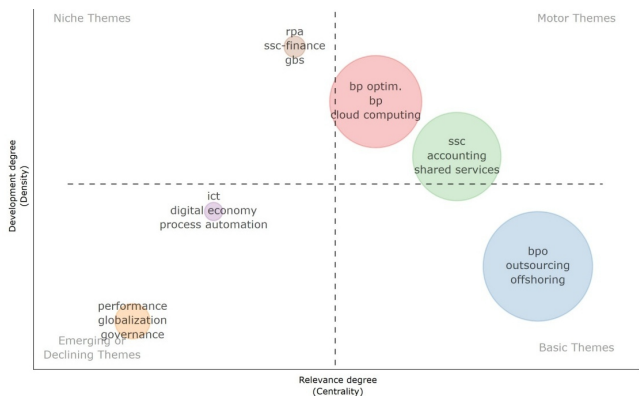 Niche Themes
Motor Themes
rpa
ssc-finance
gbs
bp optim.
bp
cloud computing
ssc
accounting
shared services
Development degree
(Density)
ict
digital economy
process automation
bpo
outsourcing
offshoring
performance
globalization
governance
Emerging or
Declining Themes
Basic Themes
Relevance degree
(Centrality)